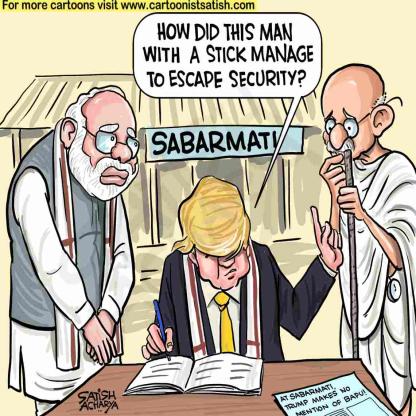 For more cartoons visit www.cartoonistsatish.com
HOW DID THIS MAN
WITH A STICK MANAGE
TO ESCAPE SECURITY?
SABARMATI
SATISH
ACHARYA
AT SABARMATI,
TRUMP MAKES NO
MENTION OF BAPU!